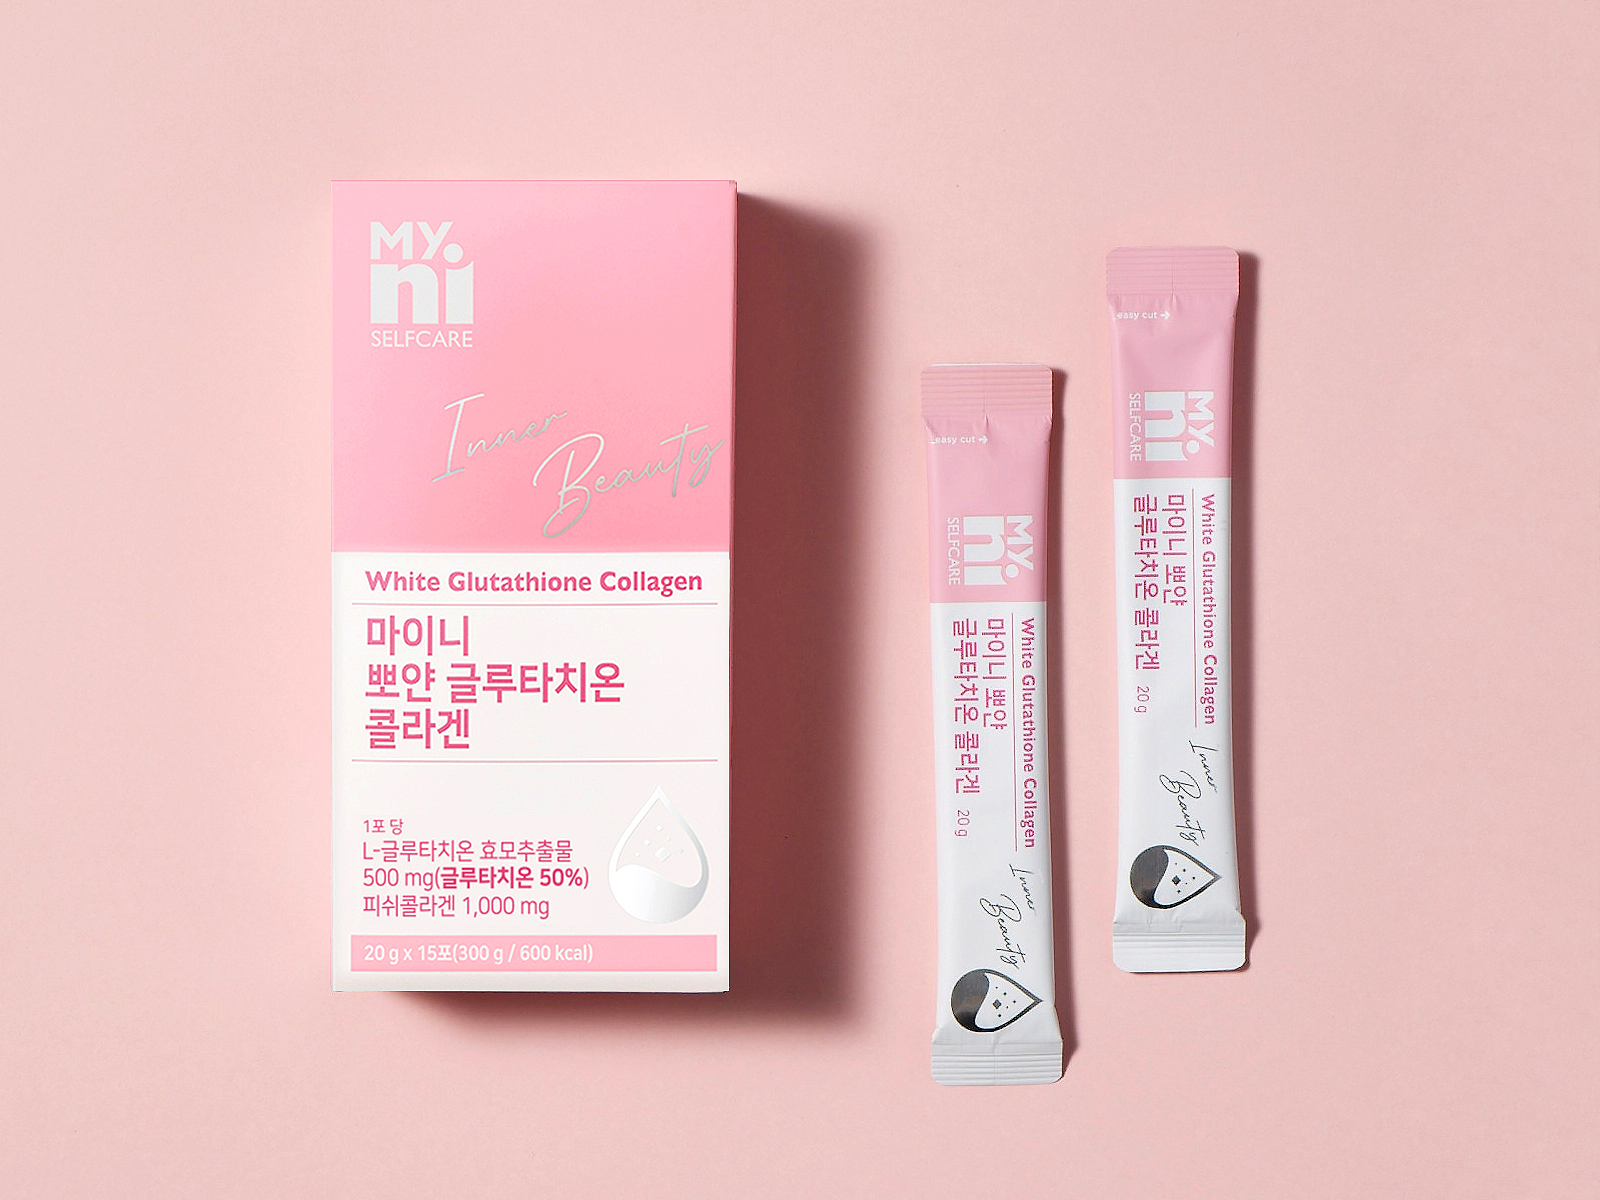 MY.
ni
SELFCARE
Inner
Beauty
White Glutathione Collagen
마이니
뽀얀 글루타치온
콜라겐
1포 당
L-글루타치온 효모추출물
500 mg(글루타치온 50%)
피쉬콜라겐 1,000 mg
20 g x 15포(300 g / 600 kcal)
easy cut
MY.
ni
SELFCARE
White Glutathione Collagen
마이니 뽀얀
글루타치온 콜라겐 20 g
Inner
Beauty
easy cut
MY.
ni
SELFCARE
White Glutathione Collagen
마이니 뽀얀
글루타치온 콜라겐 20 g
Inner
Beauty